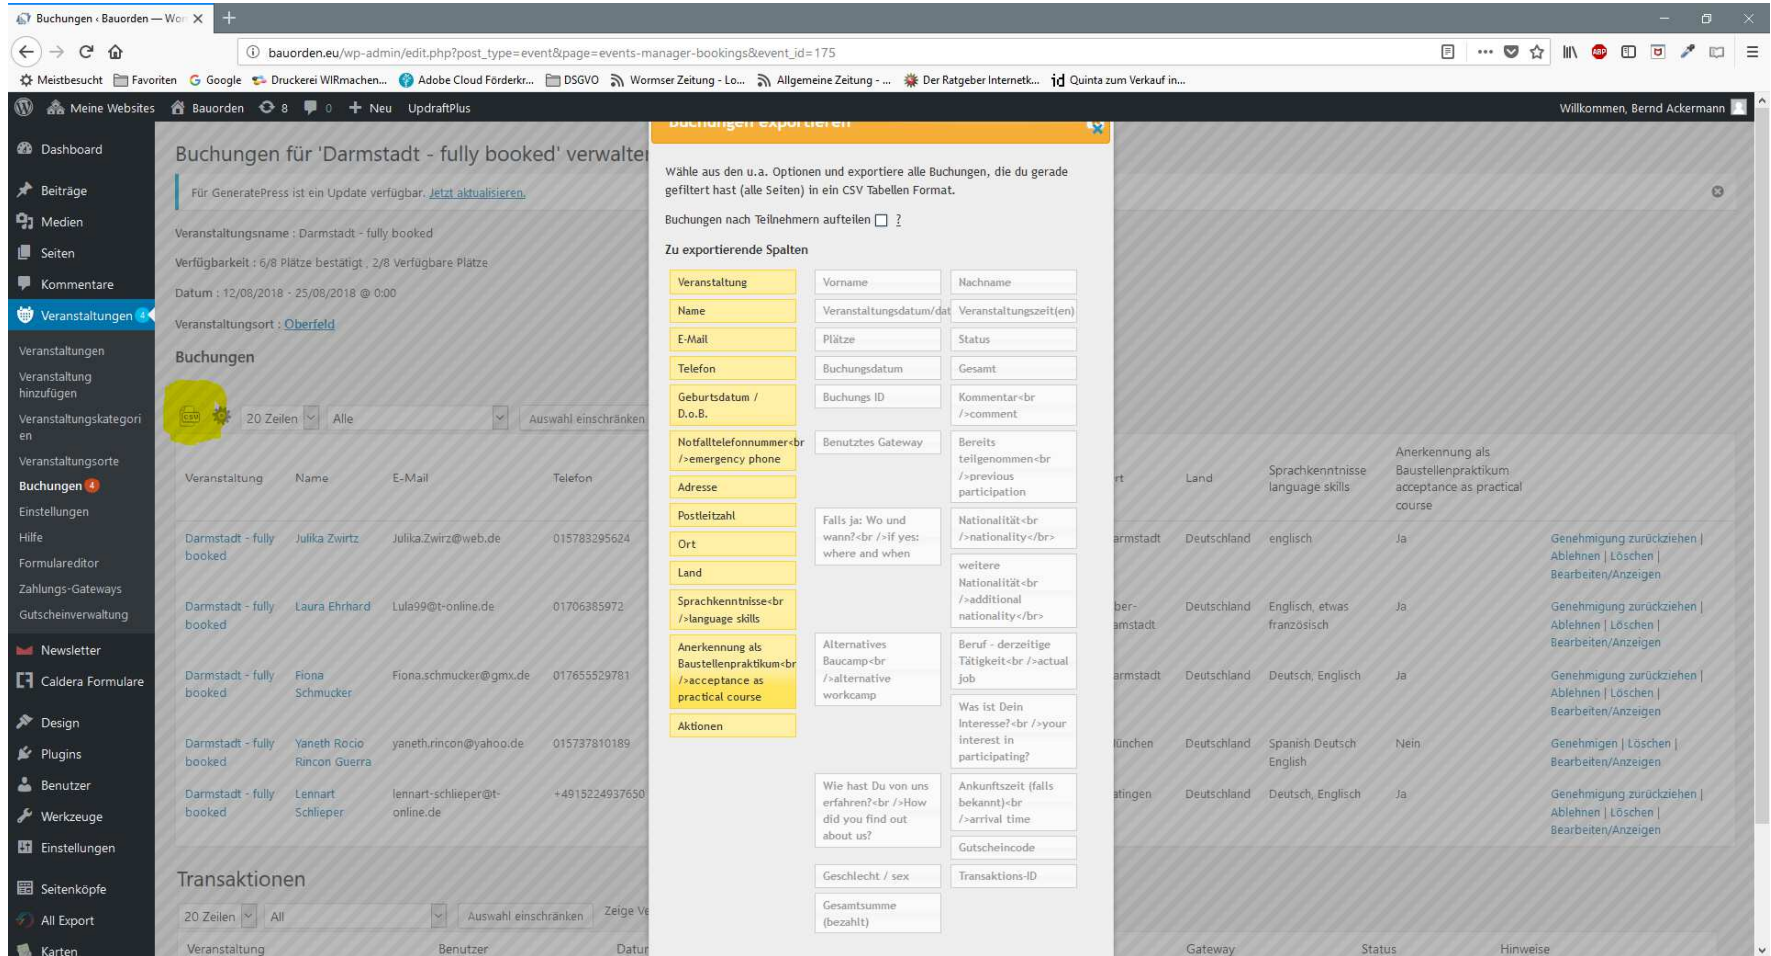 Buchungen ‹ Bauorden — Wor
bauorden.eu/wp-admin/edit.php?post_type=event&page=events-manager-bookings&event_id=175
Meistbesucht Favoriten Google Druckerei WIRmachen... Adobe Cloud Förderkr... DSGVO Wormser Zeitung - Lo... Allgemeine Zeitung - ... Der Ratgeber Internetk... Quinta zum Verkauf in...
Meine Websites Bauorden 8 0 + Neu UpdraftPlus Willkommen, Bernd Ackermann
Dashboard
Beiträge
Medien
Seiten
Kommentare
Veranstaltungen 4
Veranstaltungen
Veranstaltung
hinzufügen
Veranstaltungskategori
en
Veranstaltungsorte
Buchungen 4
Einstellungen
Hilfe
Formulareditor
Zahlungs-Gateways
Gutscheinverwaltung
Newsletter
Caldera Formulare
Design
Plugins
Benutzer
Werkzeuge
Einstellungen
Seitenköpfe
All Export
Karten
Buchungen für 'Darmstadt - fully booked' verwalten
Für GeneratePress ist ein Update verfügbar. Jetzt aktualisieren.
Veranstaltungsname : Darmstadt - fully booked
Verfügbarkeit : 6/8 Plätze bestätigt , 2/8 Verfügbare Plätze
Datum : 12/08/2018 - 25/08/2018 @ 0:00
Veranstaltungsort : Oberfeld
Buchungen
CSV 20 Zeilen Alle Auswahl einschränken
Veranstaltung Name E-Mail Telefon rt Land Sprachkenntnisse
language skills Anerkennung als
Baustellenpraktikum
acceptance as practical
course
Darmstadt - fully
booked Julika Zwirtz Julika.Zwirz@web.de 015783295624 armstadt Deutschland englisch Ja Genehmigung zurückziehen |
Ablehnen | Löschen |
Bearbeiten/Anzeigen
Darmstadt - fully
booked Laura Ehrhard Lula99@t-online.de 01706385972 ber-
amstadt Deutschland Englisch, etwas
französisch Ja Genehmigung zurückziehen |
Ablehnen | Löschen |
Bearbeiten/Anzeigen
Darmstadt - fully
booked Fiona
Schmucker Fiona.schmucker@gmx.de 017655529781 armstadt Deutschland Deutsch, Englisch Ja Genehmigung zurückziehen |
Ablehnen | Löschen |
Bearbeiten/Anzeigen
Darmstadt - fully
booked Yaneth Rocio
Rincon Guerra yaneth.rincon@yahoo.de 015737810189 lünchen Deutschland Spanish Deutsch
English Nein Genehmigen | Löschen |
Bearbeiten/Anzeigen
Darmstadt - fully
booked Lennart
Schlieper lennart-schlieper@t-
online.de +4915224937650 atingen Deutschland Deutsch, Englisch Ja Genehmigung zurückziehen |
Ablehnen | Löschen |
Bearbeiten/Anzeigen
Transaktionen
20 Zeilen All Auswahl einschränken Zeige Ve
Veranstaltung Benutzer Datur Gateway Status Hinweise
Buchungen exportieren
Wähle aus den u.a. Optionen und exportiere alle Buchungen, die du gerade
gefiltert hast (alle Seiten) in ein CSV Tabellen Format.
Buchungen nach Teilnehmern aufteilen ?
Zu exportierende Spalten
Veranstaltung
Name
E-Mail
Telefon
Geburtsdatum /
D.o.B.
Notfalltelefonnummer<br
/>emergency phone
Adresse
Postleitzahl
Ort
Land
Sprachkenntnisse<br
/>language skills
Anerkennung als
Baustellenpraktikum<br
/>acceptance as
practical course
Aktionen
Vorname
Veranstaltungsdatum/dat
Plätze
Buchungsdatum
Buchungs ID
Benutztes Gateway
Falls ja: Wo und
wann?<br />if yes:
where and when
Alternatives
Baucamp<br
/>alternative
workcamp
Wie hast Du von uns
erfahren?<br />How
did you find out
about us?
Geschlecht / sex
Gesamtsumme
(bezahlt)
Nachname
Veranstaltungszeit(en)
Status
Gesamt
Kommentar<br
/>comment
Bereits
teilgenommen<br
/>previous
participation
Nationalität<br
/>nationality</br>
weitere
Nationalität<br
/>additional
nationality</br>
Beruf - derzeitige
Tätigkeit<br />actual
job
Was ist Dein
Interesse?<br />your
interest in
participating?
Ankunftszeit (falls
bekannt)<br
/>arrival time
Gutscheincode
Transaktions-ID